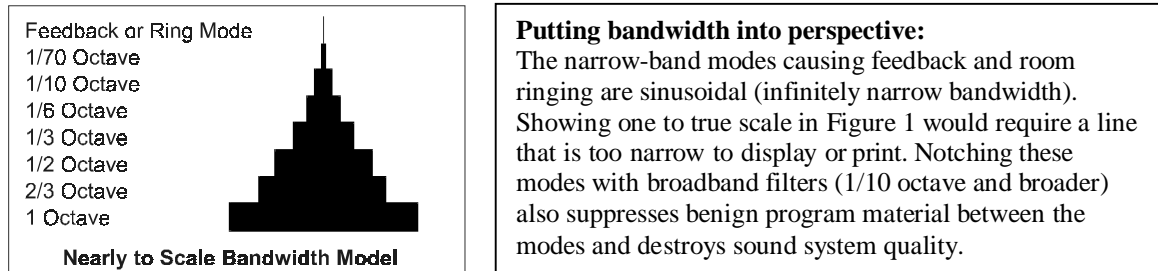 Feedback or Ring Mode
1/70 Octave
1/10 Octave
1/6 Octave
1/3 Octave
1/2 Octave
2/3 Octave
1 Octave
Nearly to Scale Bandwidth Model
Putting bandwidth into perspective:
The narrow-band modes causing feedback and room
ringing are sinusoidal (infinitely narrow bandwidth).
Showing one to true scale in Figure 1 would require a line
that is too narrow to display or print. Notching these
modes with broadband filters (1/10 octave and broader)
also suppresses benign program material between the
modes and destroys sound system quality.